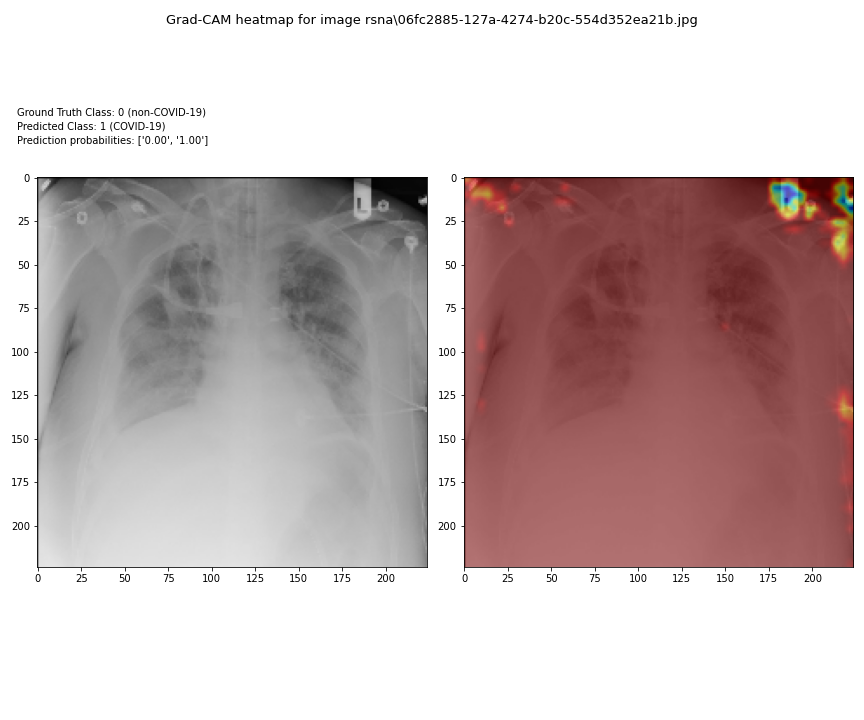 Grad-CAM heatmap for image rsna\06fc2885-127a-4274-b20c-554d352ea21b.jpg
Ground Truth Class: 0 (non-COVID-19)
Predicted Class: 1 (COVID-19)
Prediction probabilities: ['0.00', '1.00']
L
0
25
50
75
100
125
150
175
200
0 25 50 75 100 125 150 175 200
0
25
50
75
100
125
150
175
200
0 25 50 75 100 125 150 175 200